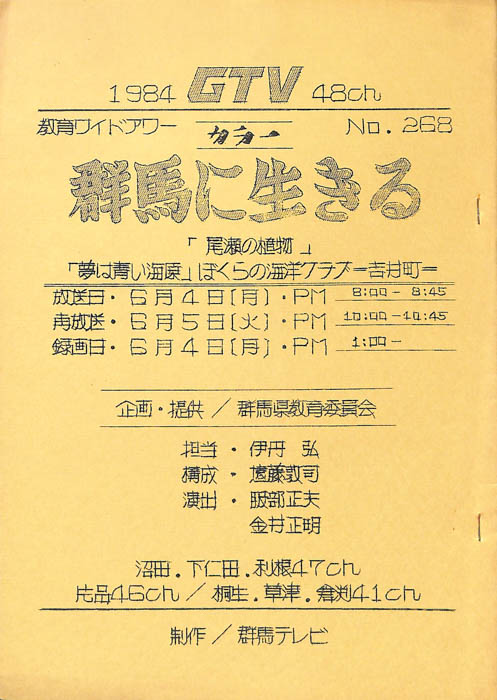 1984 GTV 48ch
教育ワイドアワー カラー No.268
群馬に生きる
「尾瀬の植物」
「夢は青い海原」ぼくらの海洋クラブー吉井町ー
放送日・6月4日(月)・PM 8:00-8:45
再放送・6月5日(火)・PM 10:00-10:45
録画日・6月4日(月)・PM 1:00-
企画・提供/群馬県教育委員会
担当・伊丹 弘
構成・遠藤敦司
演出・服部正夫
金井正明
沼田.下仁田.利根47ch
片品46ch/桐生.草津.倉渕41ch
制作/群馬テレビ